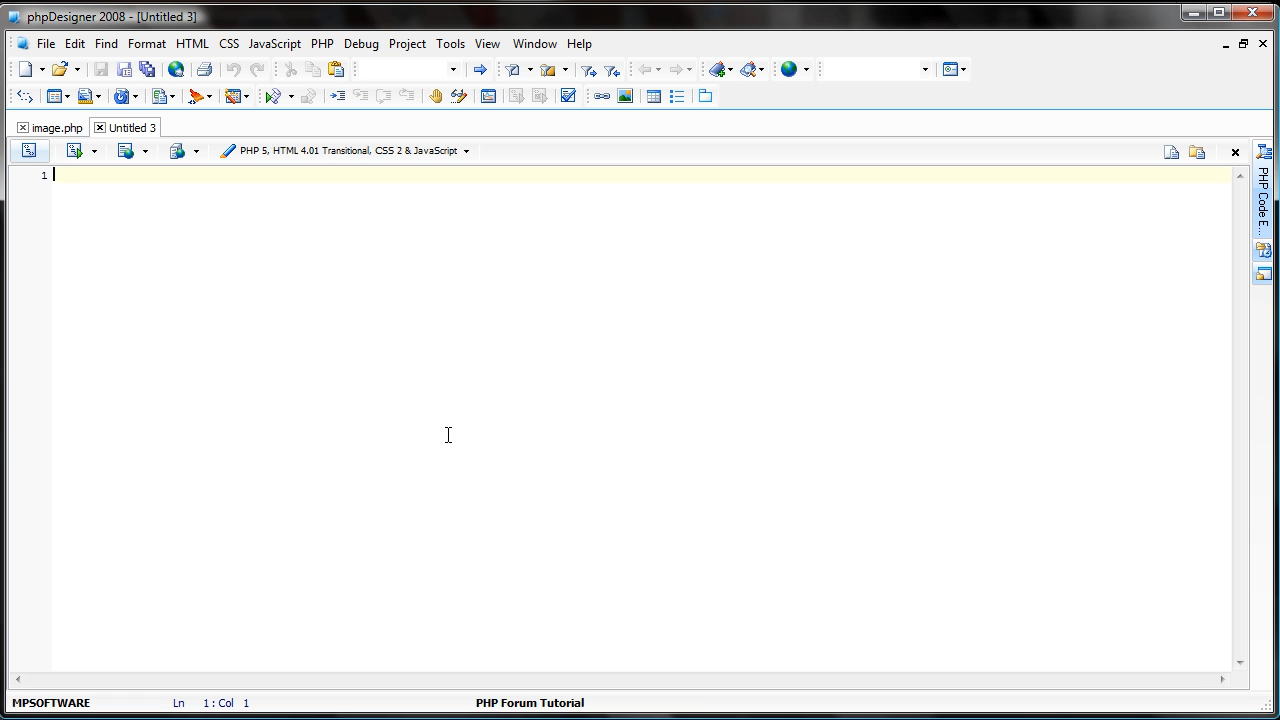 phpDesigner 2008 - [Untitled 3]
File Edit Find Format HTML CSS JavaScript PHP Debug Project Tools View Window Help
image.php Untitled 3
PHP 5, HTML 4.01 Transitional, CSS 2 & JavaScript
1
PHP Code E...
MPSOFTWARE Ln 1 : Col 1 PHP Forum Tutorial